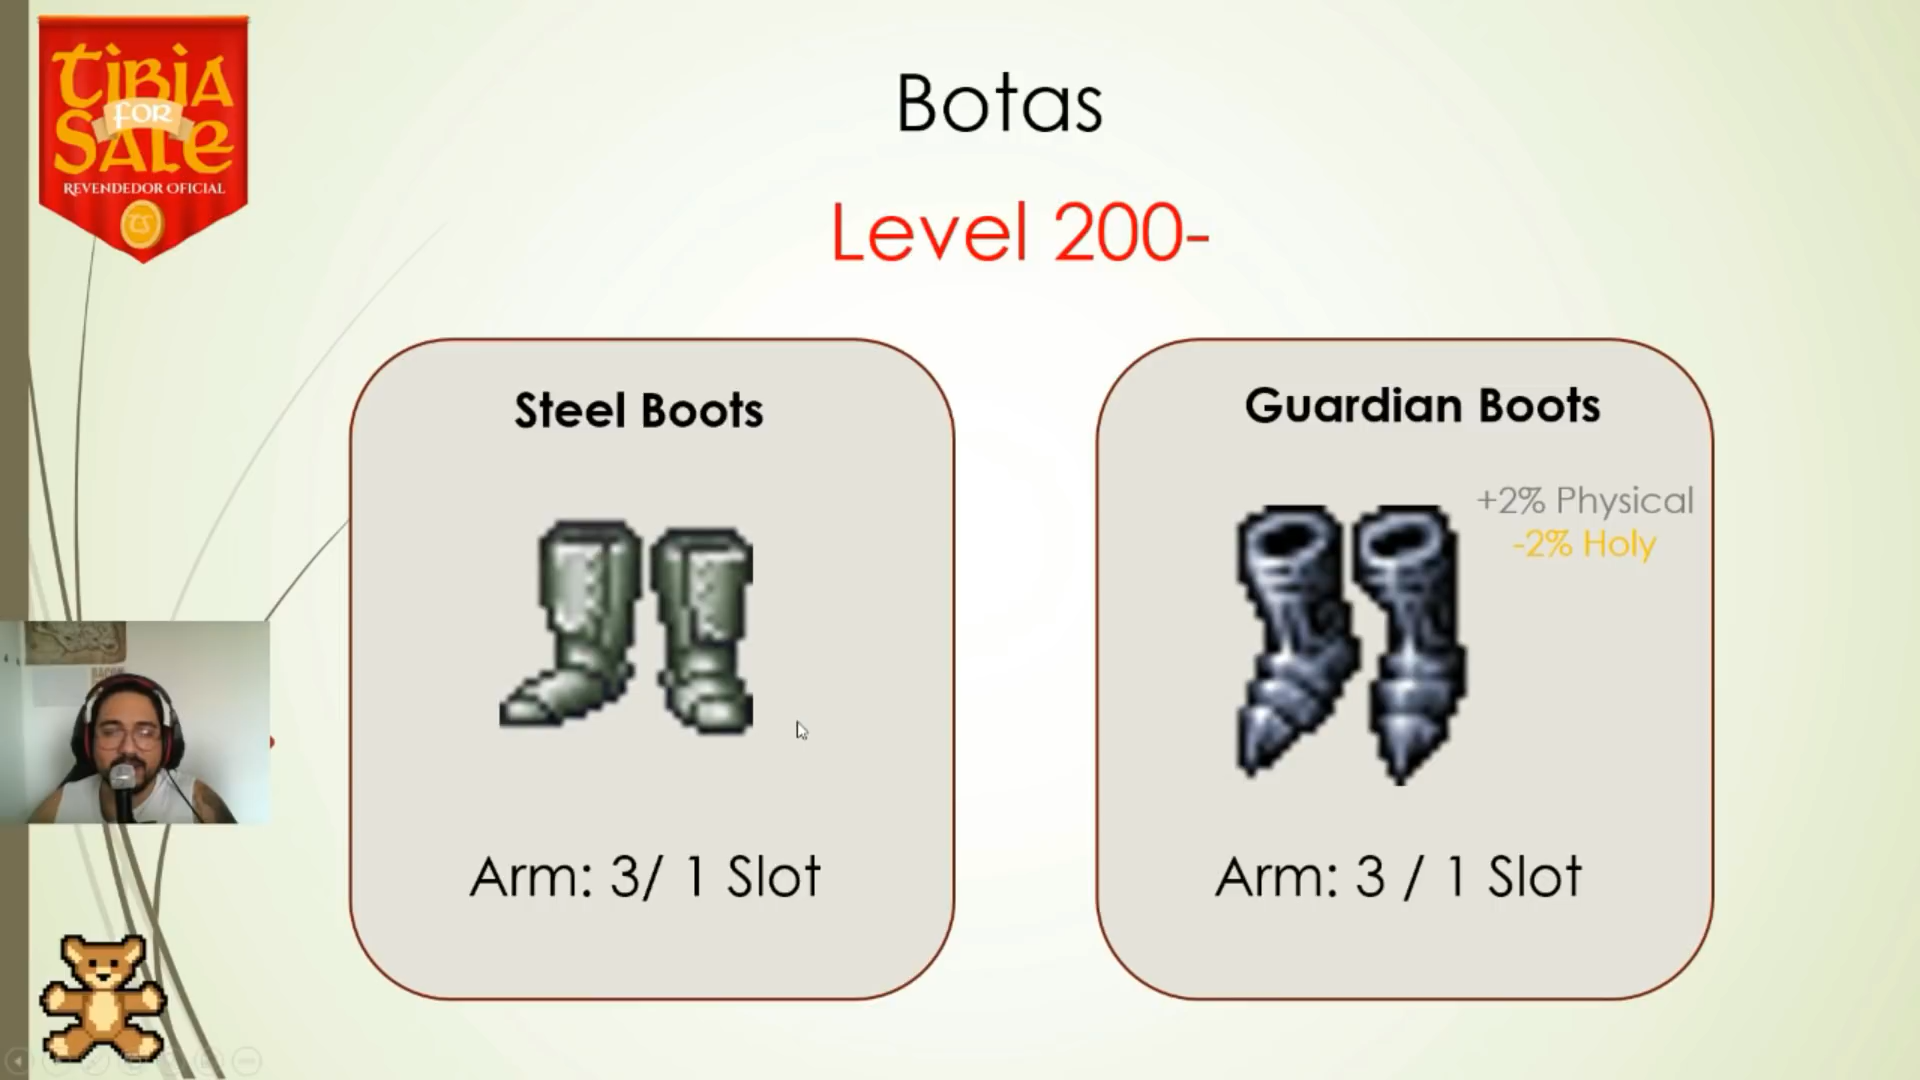 TIBIA
FOR
SALE
REVENDEDOR OFICIAL
TS
Botas
Level 200-
Steel Boots
Guardian Boots
+2% Physical
-2% Holy
Arm: 3/ 1 Slot
Arm: 3 / 1 Slot